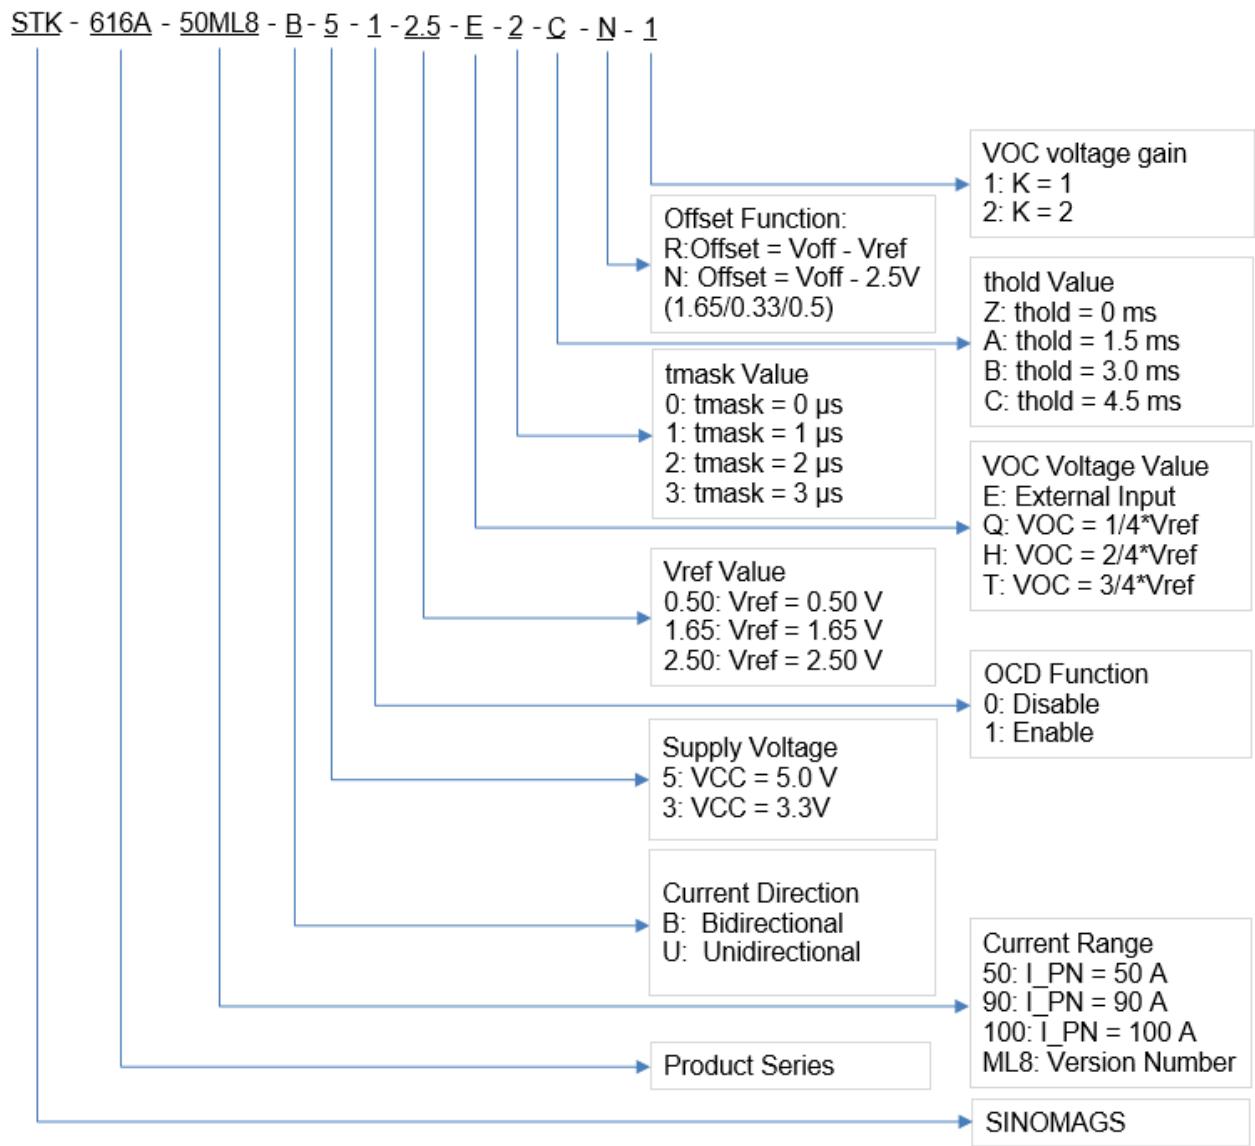 STK - 616A - 50ML8 - B - 5 - 1 - 2.5 - E - 2 - C - N - 1
VOC voltage gain
1: K = 1
2: K = 2
Offset Function:
R:Offset = Voff - Vref
N: Offset = Voff - 2.5V
(1.65/0.33/0.5)
thold Value
Z: thold = 0 ms
A: thold = 1.5 ms
B: thold = 3.0 ms
C: thold = 4.5 ms
tmask Value
0: tmask = 0 µs
1: tmask = 1 µs
2: tmask = 2 µs
3: tmask = 3 µs
VOC Voltage Value
E: External Input
Q: VOC = 1/4*Vref
H: VOC = 2/4*Vref
T: VOC = 3/4*Vref
Vref Value
0.50: Vref = 0.50 V
1.65: Vref = 1.65 V
2.50: Vref = 2.50 V
OCD Function
0: Disable
1: Enable
Supply Voltage
5: VCC = 5.0 V
3: VCC = 3.3V
Current Direction
B: Bidirectional
U: Unidirectional
Current Range
50: I_PN = 50 A
90: I_PN = 90 A
100: I_PN = 100 A
ML8: Version Number
Product Series
SINOMAGS